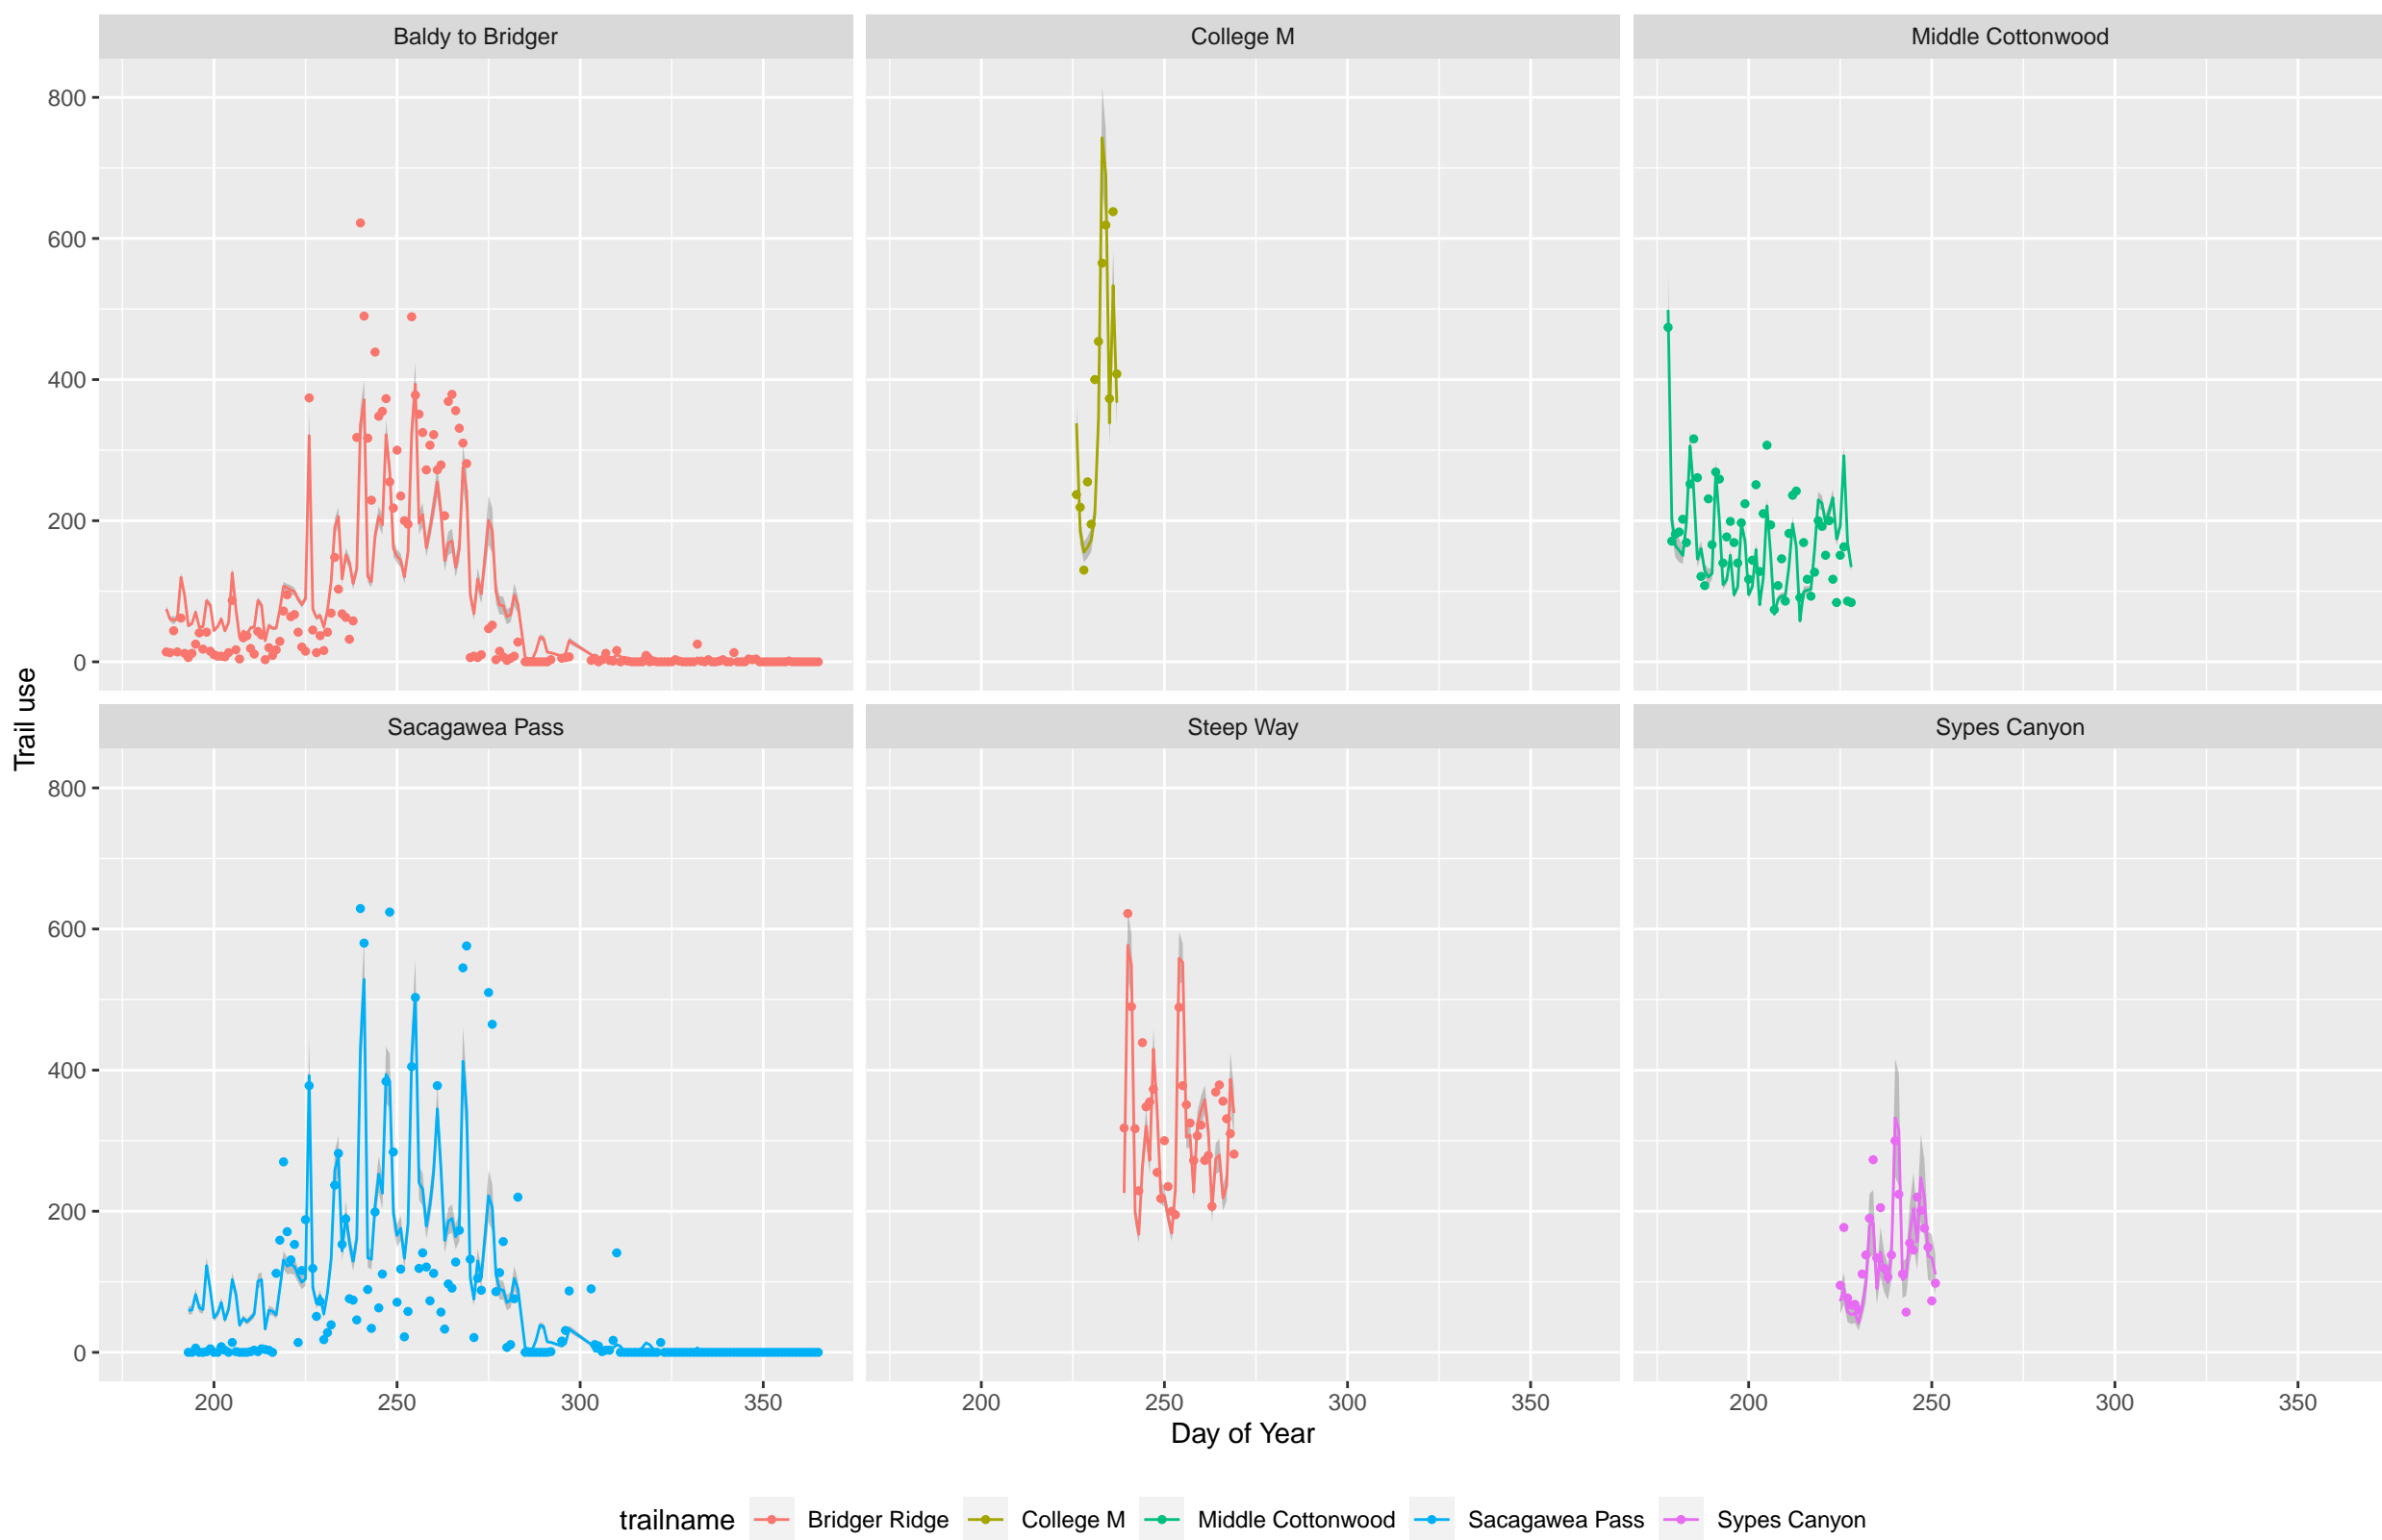 Baldy to Bridger College M Middle Cottonwood
800
600
400
200
0
Trail use
Sacagawea Pass Steep Way Sypes Canyon
800
600
400
200
0
200 250 300 350 200 250 300 350 200 250 300 350
Day of Year
trailname Bridger Ridge College M Middle Cottonwood Sacagawea Pass Sypes Canyon